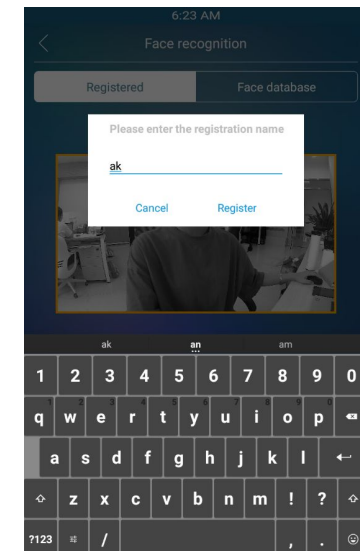 6:23 AM
Face recognition
Registered Face database
Please enter the registration name
ak
Cancel Register
ak an am
1 2 3 4 5 6 7 8 9 0
q w e r t y u i o p
a s d f g h j k l
z x c v b n m ! ?
?123 / , .